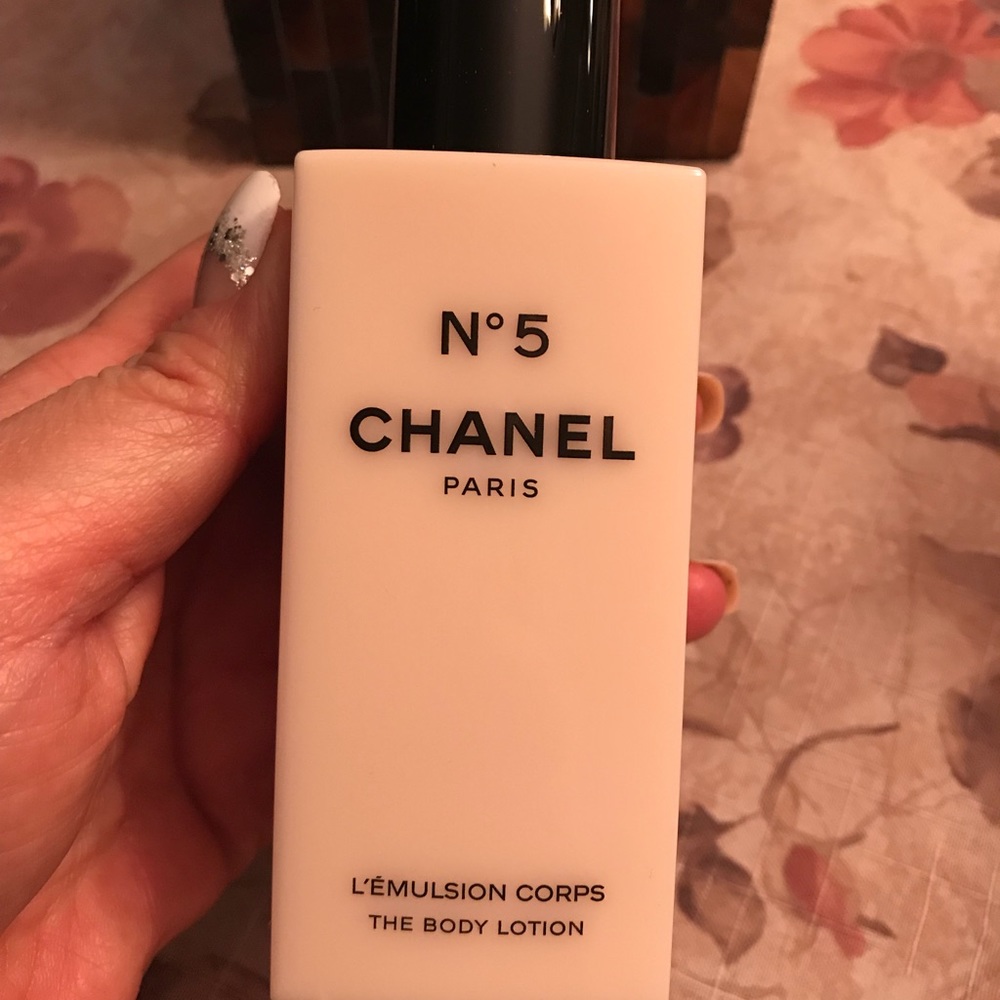 N°5
CHANEL
PARIS
L'ÉMULSION CORPS
THE BODY LOTION